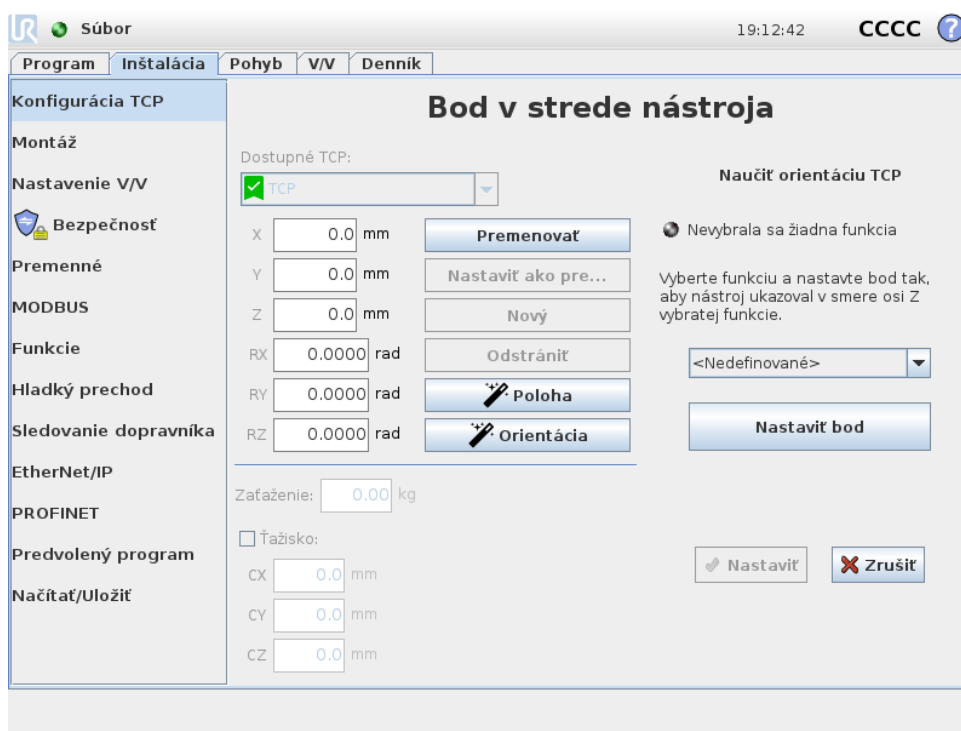 UR Súbor 19:12:42 CCCC ?
Program Inštalácia Pohyb V/V Denník
Konfigurácia TCP
Montáž
Nastavenie V/V
Bezpečnosť
Premenné
MODBUS
Funkcie
Hladký prechod
Sledovanie dopravníka
EtherNet/IP
PROFINET
Predvolený program
Načítať/Uložiť
Bod v strede nástroja
Dostupné TCP:
TCP
X 0.0 mm Premenovať
Y 0.0 mm Nastaviť ako pre...
Z 0.0 mm Nový
RX 0.0000 rad Odstrániť
RY 0.0000 rad Poloha
RZ 0.0000 rad Orientácia
Zaťaženie: 0.00 kg
Ťažisko:
CX 0.0 mm
CY 0.0 mm
CZ 0.0 mm
Naučiť orientáciu TCP
Nevybrala sa žiadna funkcia
Vyberte funkciu a nastavte bod tak,
aby nástroj ukazoval v smere osi Z
vybratej funkcie.
<Nedefinované>
Nastaviť bod
Nastaviť Zrušiť